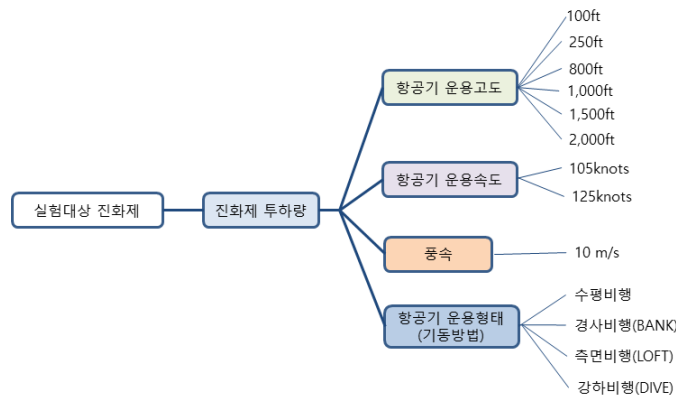 실험대상 진화제
진화제 투하량
항공기 운용고도
100ft
250ft
800ft
1,000ft
1,500ft
2,000ft
항공기 운용속도
105knots
125knots
풍속
10 m/s
항공기 운용형태
(기동방법)
수평비행
경사비행(BANK)
측면비행(LOFT)
강하비행(DIVE)